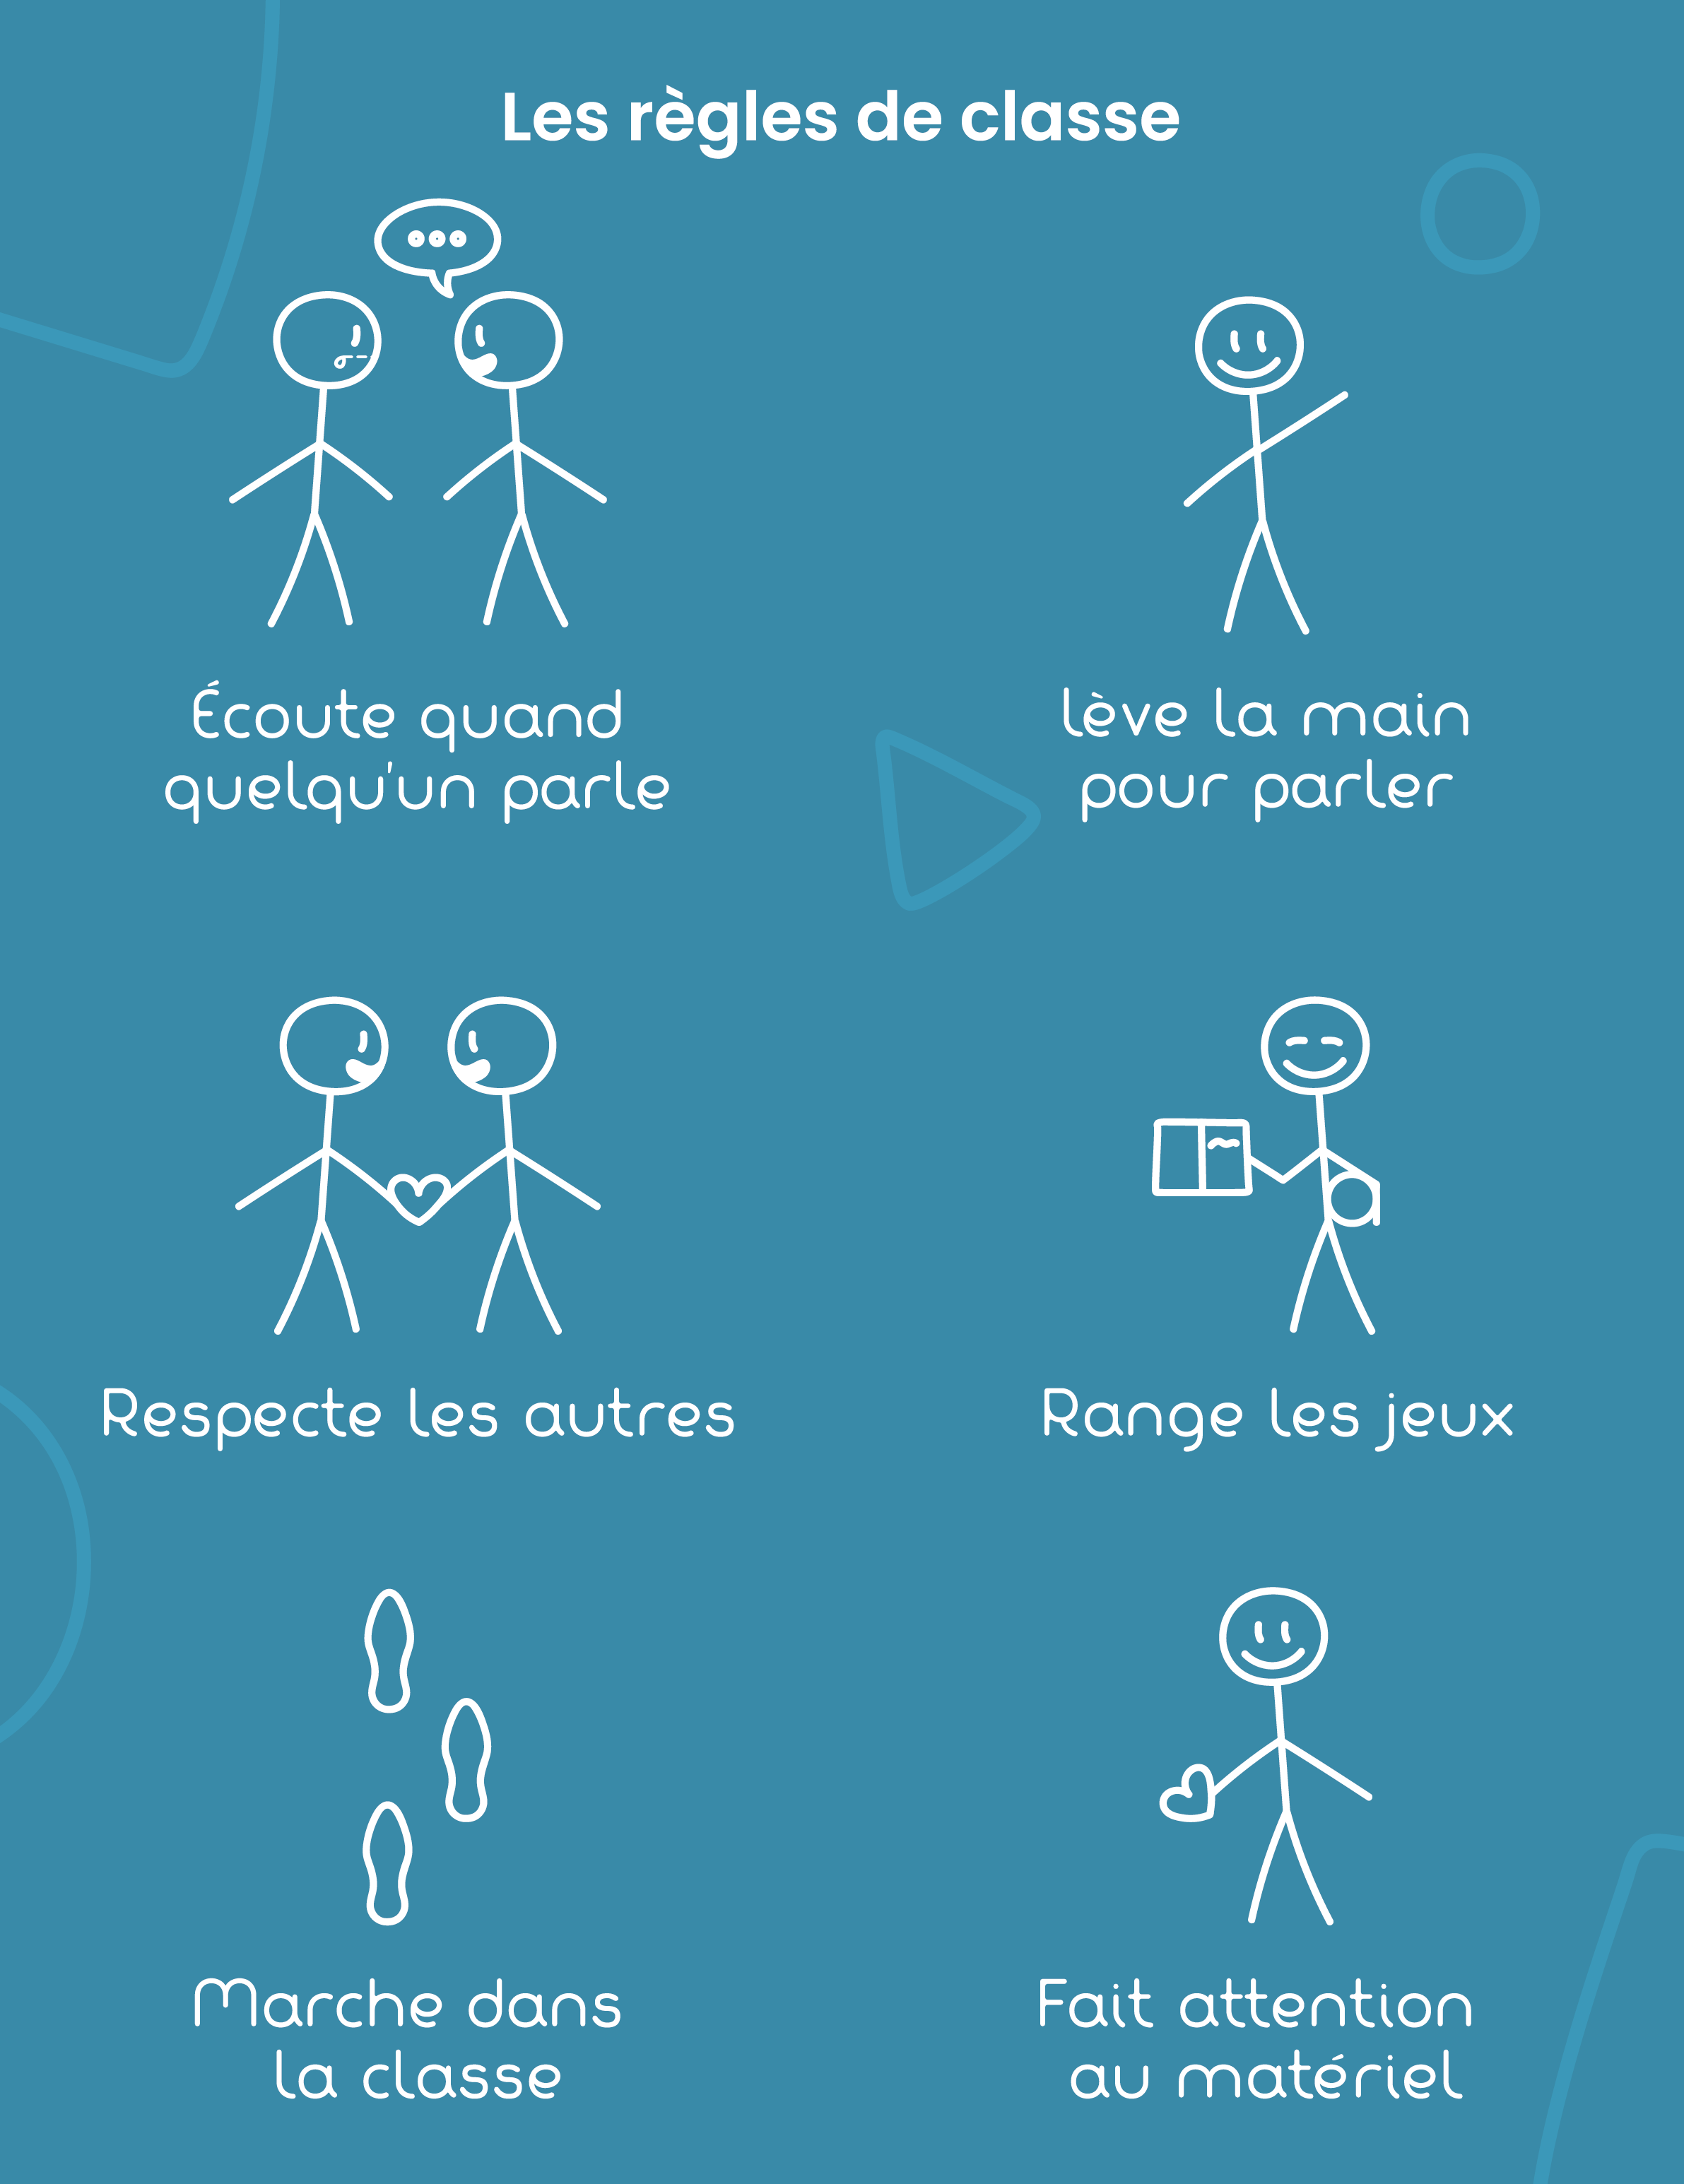 Les règles de classe
Écoute quand
quelqu'un parle
lève la main
pour parler
Respecte les autres
Range les jeux
Marche dans
la classe
Fait attention
au matériel